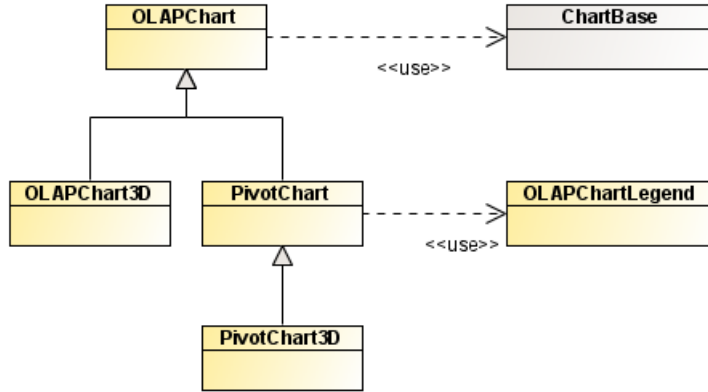 OLAPChart
ChartBase
<<use>>
OLAPChart3D
PivotChart
OLAPChartLegend
<<use>>
PivotChart3D